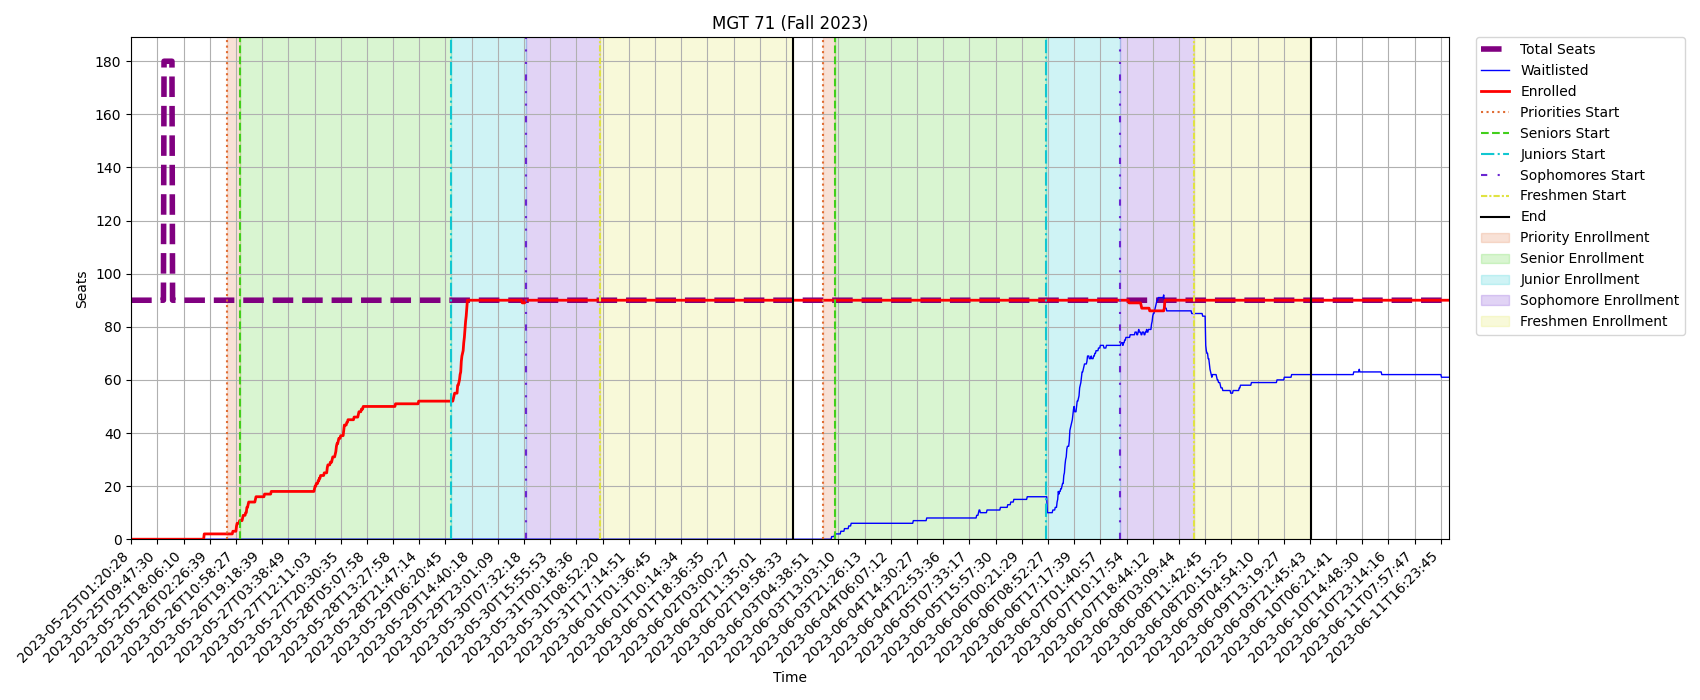 MGT 71 (Fall 2023)
Seats
180
160
140
120
100
80
60
40
20
0
2023-05-25T01:20:28
2023-05-25T09:47:30
2023-05-25T18:06:10
2023-05-26T02:26:39
2023-05-26T10:58:27
2023-05-26T19:18:39
2023-05-27T03:38:49
2023-05-27T12:11:03
2023-05-27T20:30:35
2023-05-28T05:07:58
2023-05-28T13:27:58
2023-05-28T21:47:14
2023-05-29T06:20:45
2023-05-29T14:40:18
2023-05-29T23:01:09
2023-05-30T07:32:18
2023-05-30T15:55:53
2023-05-31T00:18:36
2023-05-31T08:52:20
2023-05-31T17:14:51
2023-06-01T01:36:45
2023-06-01T10:14:34
2023-06-01T18:36:35
2023-06-02T03:00:27
2023-06-02T11:35:01
2023-06-02T19:58:33
2023-06-03T04:38:51
2023-06-03T13:03:10
2023-06-03T21:26:13
2023-06-04T06:07:12
2023-06-04T14:30:27
2023-06-04T22:53:36
2023-06-05T07:33:17
2023-06-05T15:57:30
2023-06-06T00:21:29
2023-06-06T08:52:27
2023-06-06T17:17:39
2023-06-07T01:40:57
2023-06-07T10:17:54
2023-06-07T18:44:12
2023-06-08T03:09:44
2023-06-08T11:42:45
2023-06-08T20:15:25
2023-06-09T04:54:10
2023-06-09T13:19:27
2023-06-09T21:45:43
2023-06-10T06:21:41
2023-06-10T14:48:30
2023-06-10T23:14:16
2023-06-11T07:57:47
2023-06-11T16:23:45
Time
Total Seats
Waitlisted
Enrolled
Priorities Start
Seniors Start
Juniors Start
Sophomores Start
Freshmen Start
End
Priority Enrollment
Senior Enrollment
Junior Enrollment
Sophomore Enrollment
Freshmen Enrollment